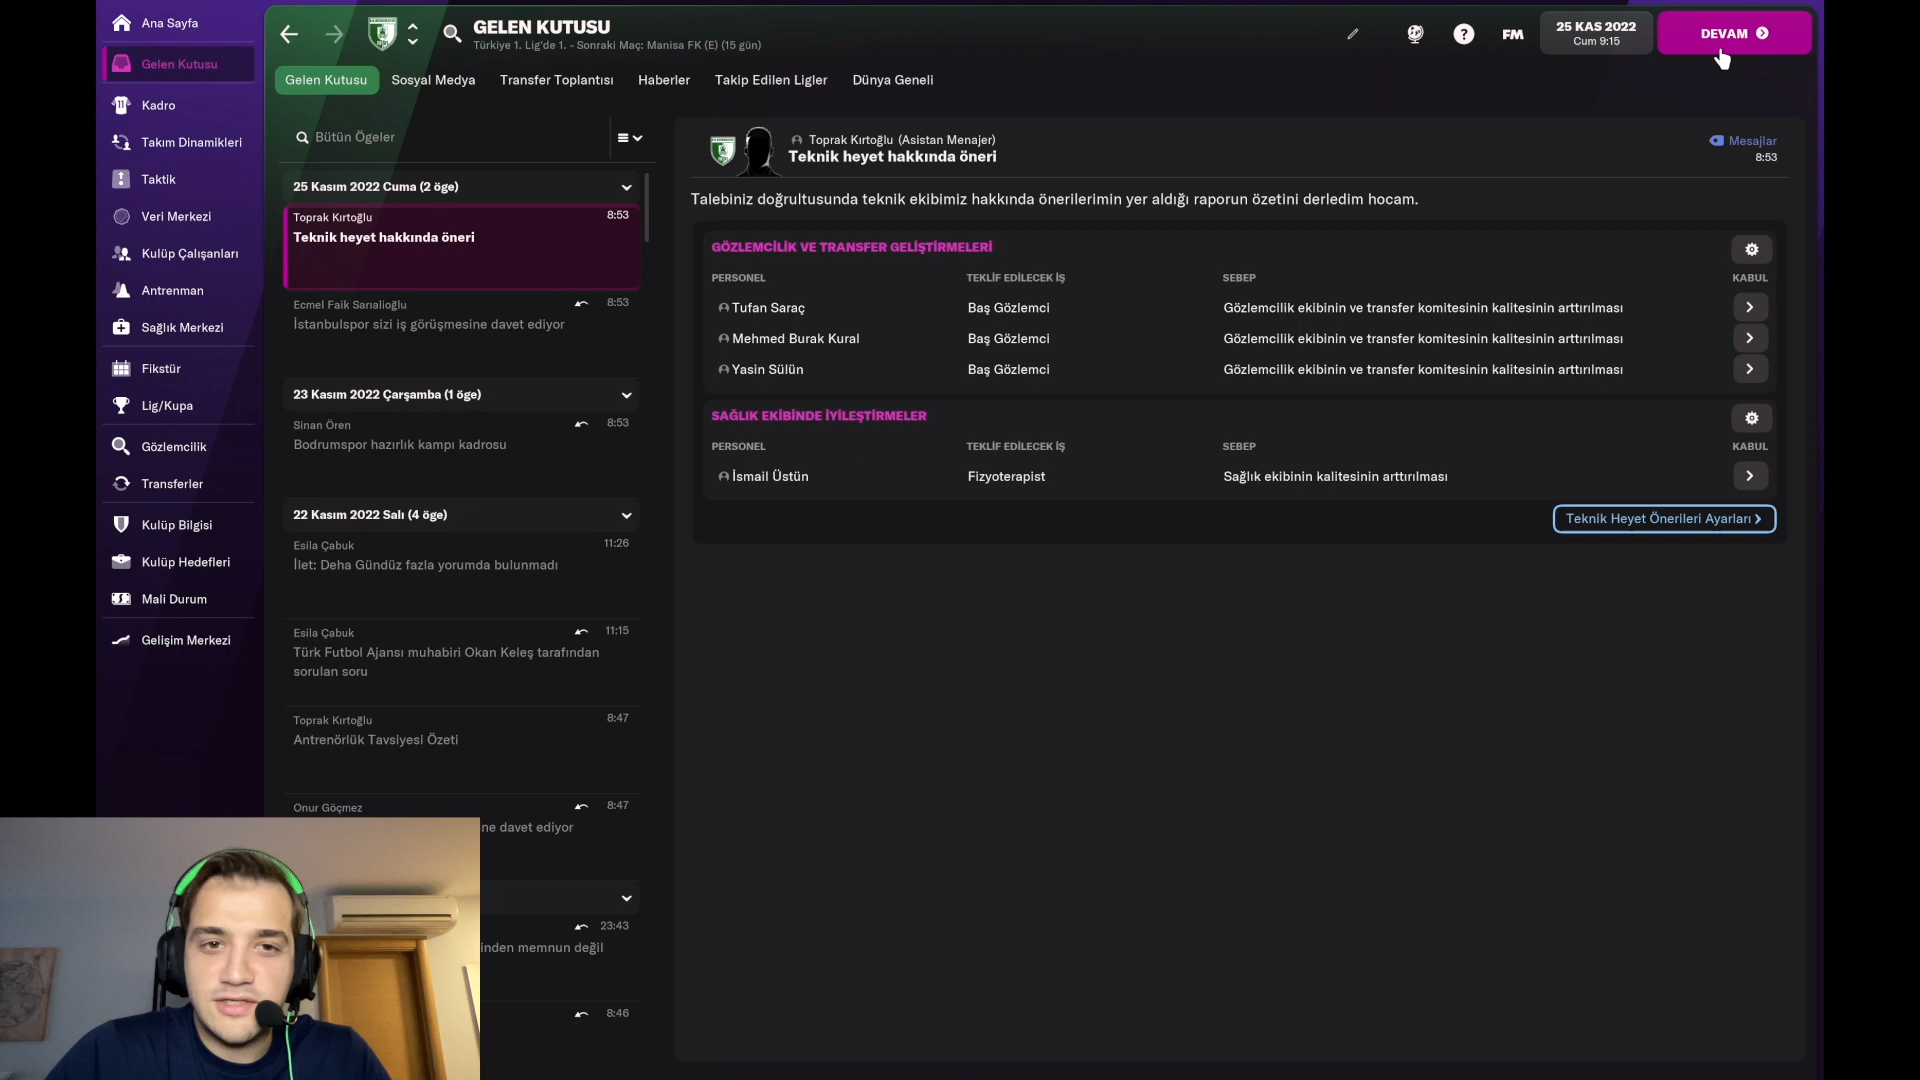 Ana Sayfa
Gelen Kutusu
Kadro
Takım Dinamikleri
Taktik
Veri Merkezi
Kulüp Çalışanları
Antrenman
Sağlık Merkezi
Fikstür
Lig/Kupa
Gözlemcilik
Transferler
Kulüp Bilgisi
Kulüp Hedefleri
Mali Durum
Gelişim Merkezi
GELEN KUTUSU
Türkiye 1. Lig'de 1. - Sonraki Maç: Manisa FK (E) (15 gün)
FM
25 KAS 2022
Cum 9:15
DEVAM
Gelen Kutusu Sosyal Medya Transfer Toplantısı Haberler Takip Edilen Ligler Dünya Geneli
Bütün Ögeler
25 Kasım 2022 Cuma (2 öge)
Toprak Kırtoğlu 8:53
Teknik heyet hakkında öneri
Ecmel Faik Sarıalioğlu 8:53
İstanbulspor sizi iş görüşmesine davet ediyor
23 Kasım 2022 Çarşamba (1 öge)
Sinan Ören 8:53
Bodrumspor hazırlık kampı kadrosu
22 Kasım 2022 Salı (4 öge)
Esila Çabuk 11:26
İlet: Deha Gündüz fazla yorumda bulunmadı
Esila Çabuk 11:15
Türk Futbol Ajansı muhabiri Okan Keleş tarafından
sorulan soru
Toprak Kırtoğlu 8:47
Antrenörlük Tavsiyesi Özeti
Onur Göçmez 8:47
ne davet ediyor
23:43
inden memnun değil
8:46
Toprak Kırtoğlu (Asistan Menajer)
Teknik heyet hakkında öneri
Mesajlar
8:53
Talebiniz doğrultusunda teknik ekibimiz hakkında önerilerimin yer aldığı raporun özetini derledim hocam.
GÖZLEMCİLİK VE TRANSFER GELİŞTİRMELERİ
PERSONEL TEKLİF EDİLECEK İŞ SEBEP KABUL
Tufan Saraç Baş Gözlemci Gözlemcilik ekibinin ve transfer komitesinin kalitesinin arttırılması
Mehmed Burak Kural Baş Gözlemci Gözlemcilik ekibinin ve transfer komitesinin kalitesinin arttırılması
Yasin Sülün Baş Gözlemci Gözlemcilik ekibinin ve transfer komitesinin kalitesinin arttırılması
SAĞLIK EKİBİNDE İYİLEŞTİRMELER
PERSONEL TEKLİF EDİLECEK İŞ SEBEP KABUL
İsmail Üstün Fizyoterapist Sağlık ekibinin kalitesinin arttırılması
Teknik Heyet Önerileri Ayarları